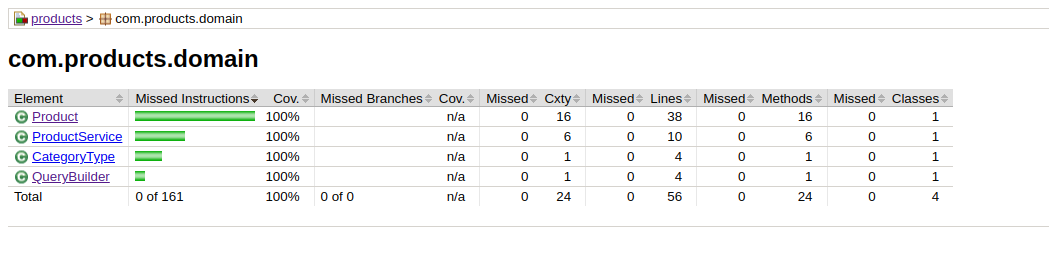 products > com.products.domain
com.products.domain
Element Missed Instructions Cov. Missed Branches Cov. Missed Cxty Missed Lines Missed Methods Missed Classes
C Product 100% n/a 0 16 0 38 0 16 0 1
C ProductService 100% n/a 0 6 0 10 0 6 0 1
C CategoryType 100% n/a 0 1 0 4 0 1 0 1
C QueryBuilder 100% n/a 0 1 0 4 0 1 0 1
Total 0 of 161 100% 0 of 0 n/a 0 24 0 56 0 24 0 4